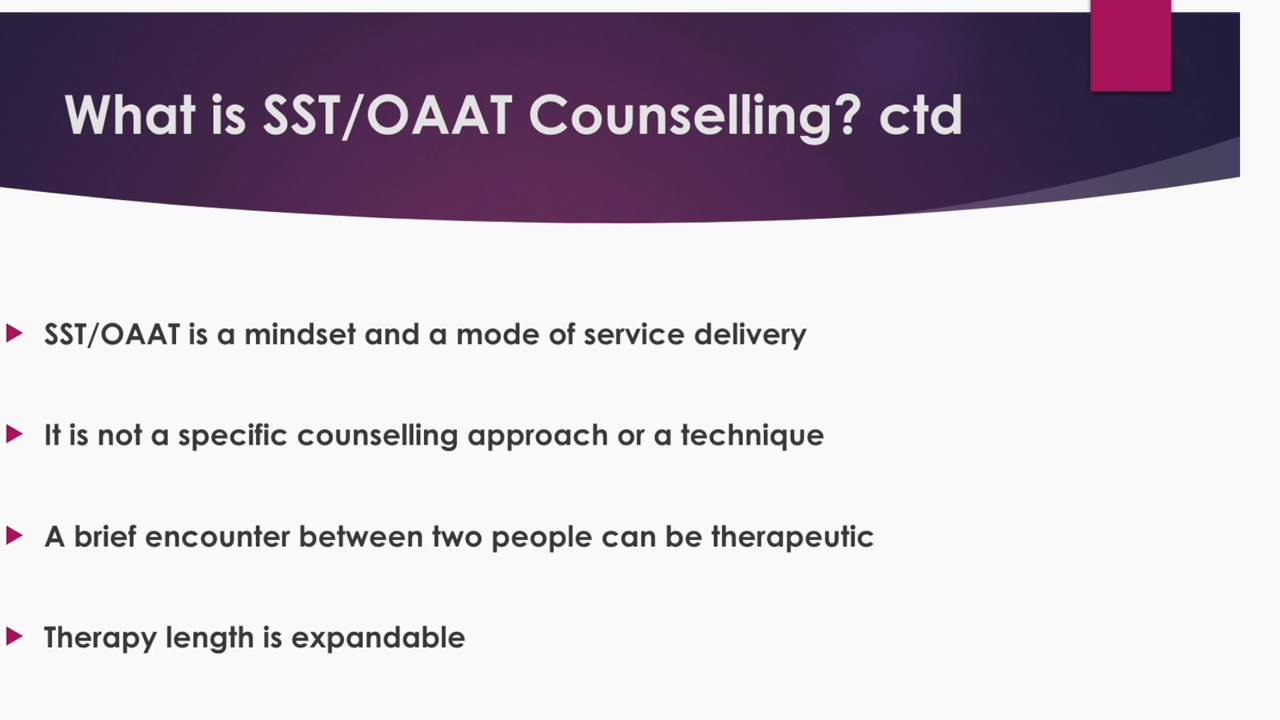 What is SST/OAAT Counselling? ctd
SST/OAAT is a mindset and a mode of service delivery
It is not a specific counselling approach or a technique
A brief encounter between two people can be therapeutic
Therapy length is expandable